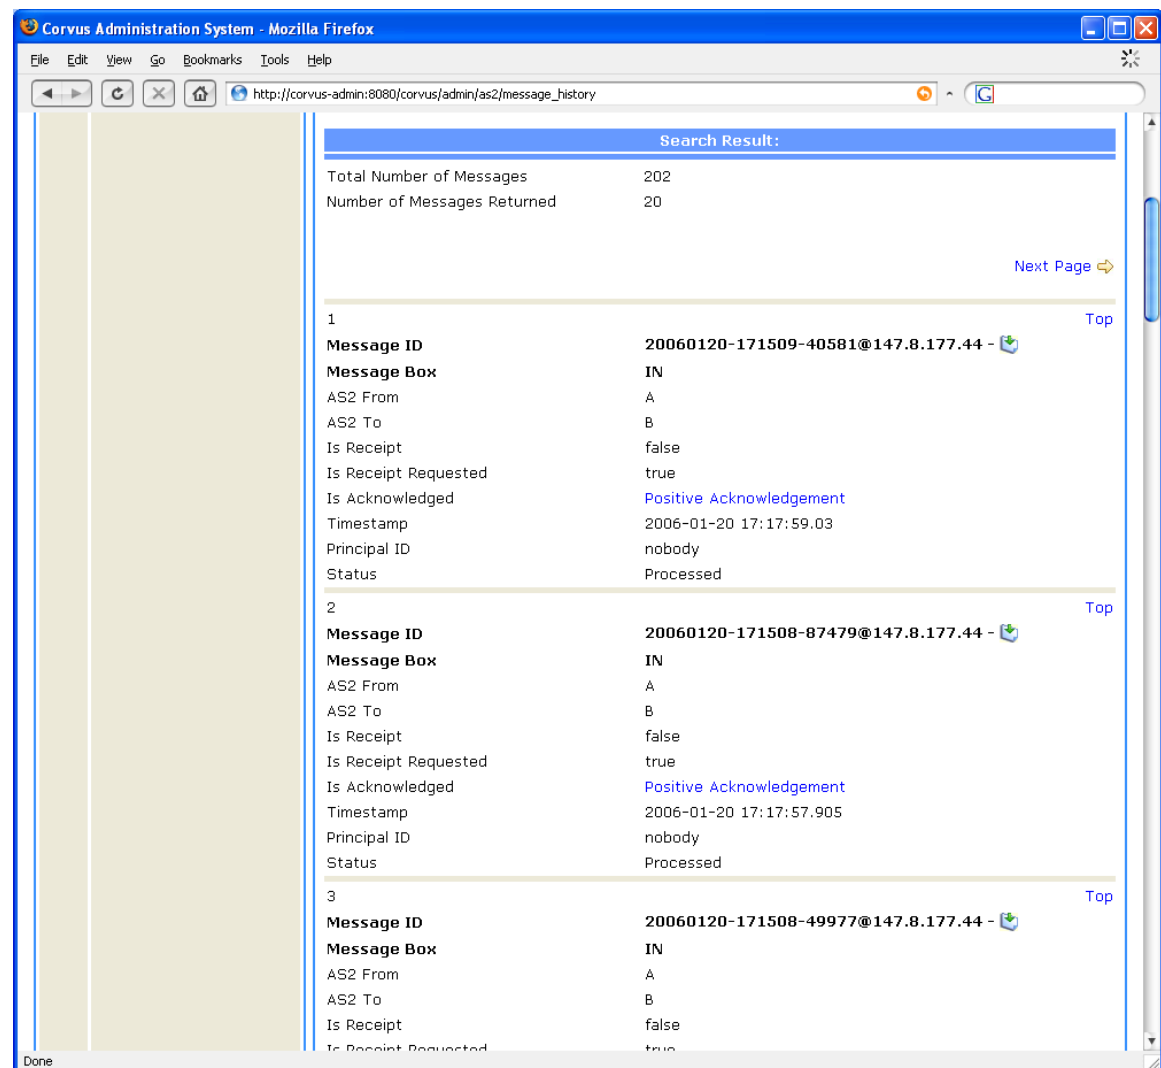 Corvus Administration System - Mozilla Firefox
File Edit View Go Bookmarks Tools Help
http://corvus-admin:8080/corvus/admin/as2/message_history G
Search Result:
Total Number of Messages 202
Number of Messages Returned 20
Next Page
1 Top
Message ID 20060120-171509-40581@147.8.177.44 -
Message Box IN
AS2 From A
AS2 To B
Is Receipt false
Is Receipt Requested true
Is Acknowledged Positive Acknowledgement
Timestamp 2006-01-20 17:17:59.03
Principal ID nobody
Status Processed
2 Top
Message ID 20060120-171508-87479@147.8.177.44 -
Message Box IN
AS2 From A
AS2 To B
Is Receipt false
Is Receipt Requested true
Is Acknowledged Positive Acknowledgement
Timestamp 2006-01-20 17:17:57.905
Principal ID nobody
Status Processed
3 Top
Message ID 20060120-171508-49977@147.8.177.44 -
Message Box IN
AS2 From A
AS2 To B
Is Receipt false
Is Receipt Requested true
Done